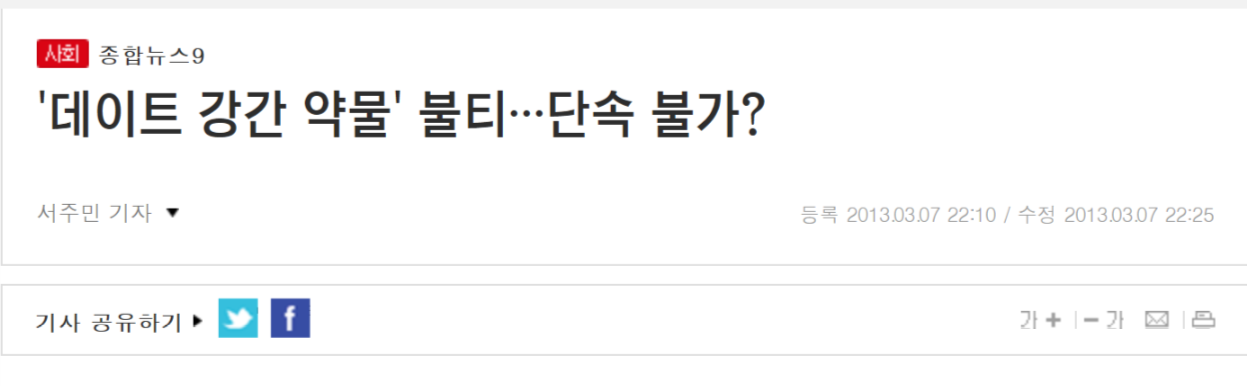 사회 종합뉴스9
'데이트 강간 약물' 불티…단속 불가?
서주민 기자 ▼
등록 2013.03.07 22:10 / 수정 2013.03.07 22:25
기사 공유하기 ▶ f
가 + | - 가